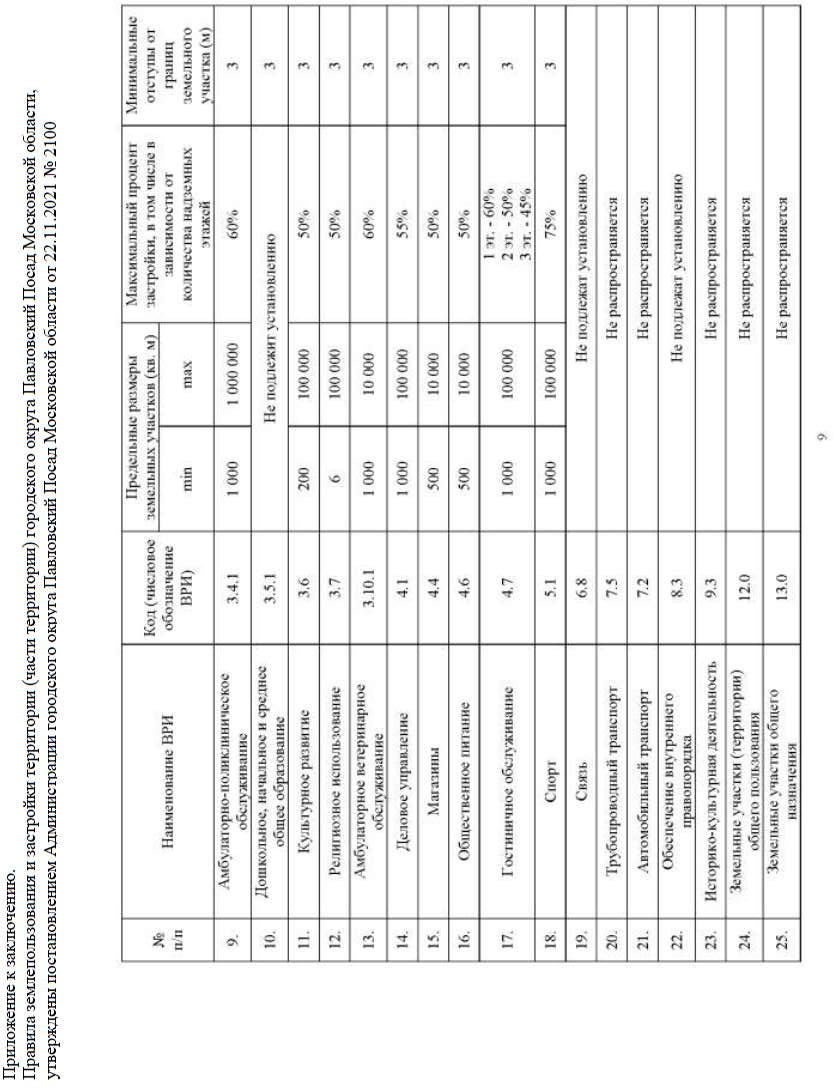 Приложение к заключению.
Правила землепользования и застройки территории (части территории) городского округа Павловский Посад Московской области,
утверждены постановлением Администрации городского округа Павловский Посад Московской области от 22.11.2021 № 2100
№ п/п
Наименование ВРИ
Код (числовое обозначение ВРИ)
Предельные размеры земельных участков (кв. м)
min
max
Максимальный процент застройки, в том числе в зависимости от количества надземных этажей
Минимальные отступы от границ земельного участка (м)
9. Амбулаторно-поликлиническое обслуживание 3.4.1 1 000 1 000 000 60% 3
10. Дошкольное, начальное и среднее общее образование 3.5.1 Не подлежит установлению 3
11. Культурное развитие 3.6 200 100 000 50% 3
12. Религиозное использование 3.7 6 100 000 50% 3
13. Амбулаторное ветеринарное обслуживание 3.10.1 1 000 10 000 60% 3
14. Деловое управление 4.1 1 000 100 000 55% 3
15. Магазины 4.4 500 10 000 50% 3
16. Общественное питание 4.6 500 10 000 50% 3
17. Гостиничное обслуживание 4.7 1 000 100 000 1 эт. - 60%
2 эт. - 50%
3 эт. - 45% 3
18. Спорт 5.1 1 000 100 000 75% 3
19. Связь 6.8 Не подлежат установлению
20. Трубопроводный транспорт 7.5 Не распространяется
21. Автомобильный транспорт 7.2 Не распространяется
22. Обеспечение внутреннего правопорядка 8.3 Не подлежат установлению
23. Историко-культурная деятельность 9.3 Не распространяется
24. Земельные участки (территории) общего пользования 12.0 Не распространяется
25. Земельные участки общего назначения 13.0 Не распространяется
9